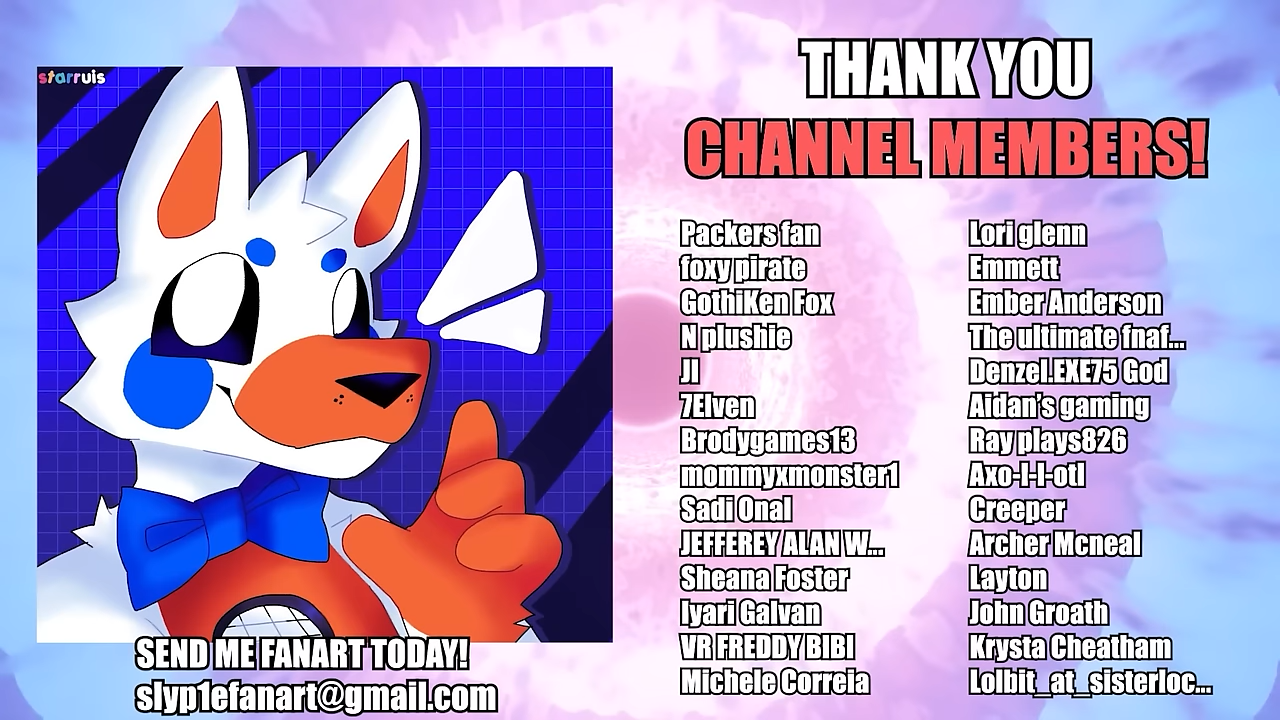 starruis
SEND ME FANART TODAY!
slyp1efanart@gmail.com
THANK YOU
CHANNEL MEMBERS!
Packers fan
foxy pirate
GothiKen Fox
N plushie
JI
7Elven
Brodygames13
mommyxmonster1
Sadi Onal
JEFFEREY ALAN W...
Sheana Foster
Iyari Galvan
VR FREDDY BIBI
Michele Correia
Lori glenn
Emmett
Ember Anderson
The ultimate fnaf...
Denzel.EXE75 God
Aidan's gaming
Ray plays826
Axo-l-l-otl
Creeper
Archer Mcneal
Layton
John Groath
Krysta Cheatham
Lolbit_at_sisterloc...